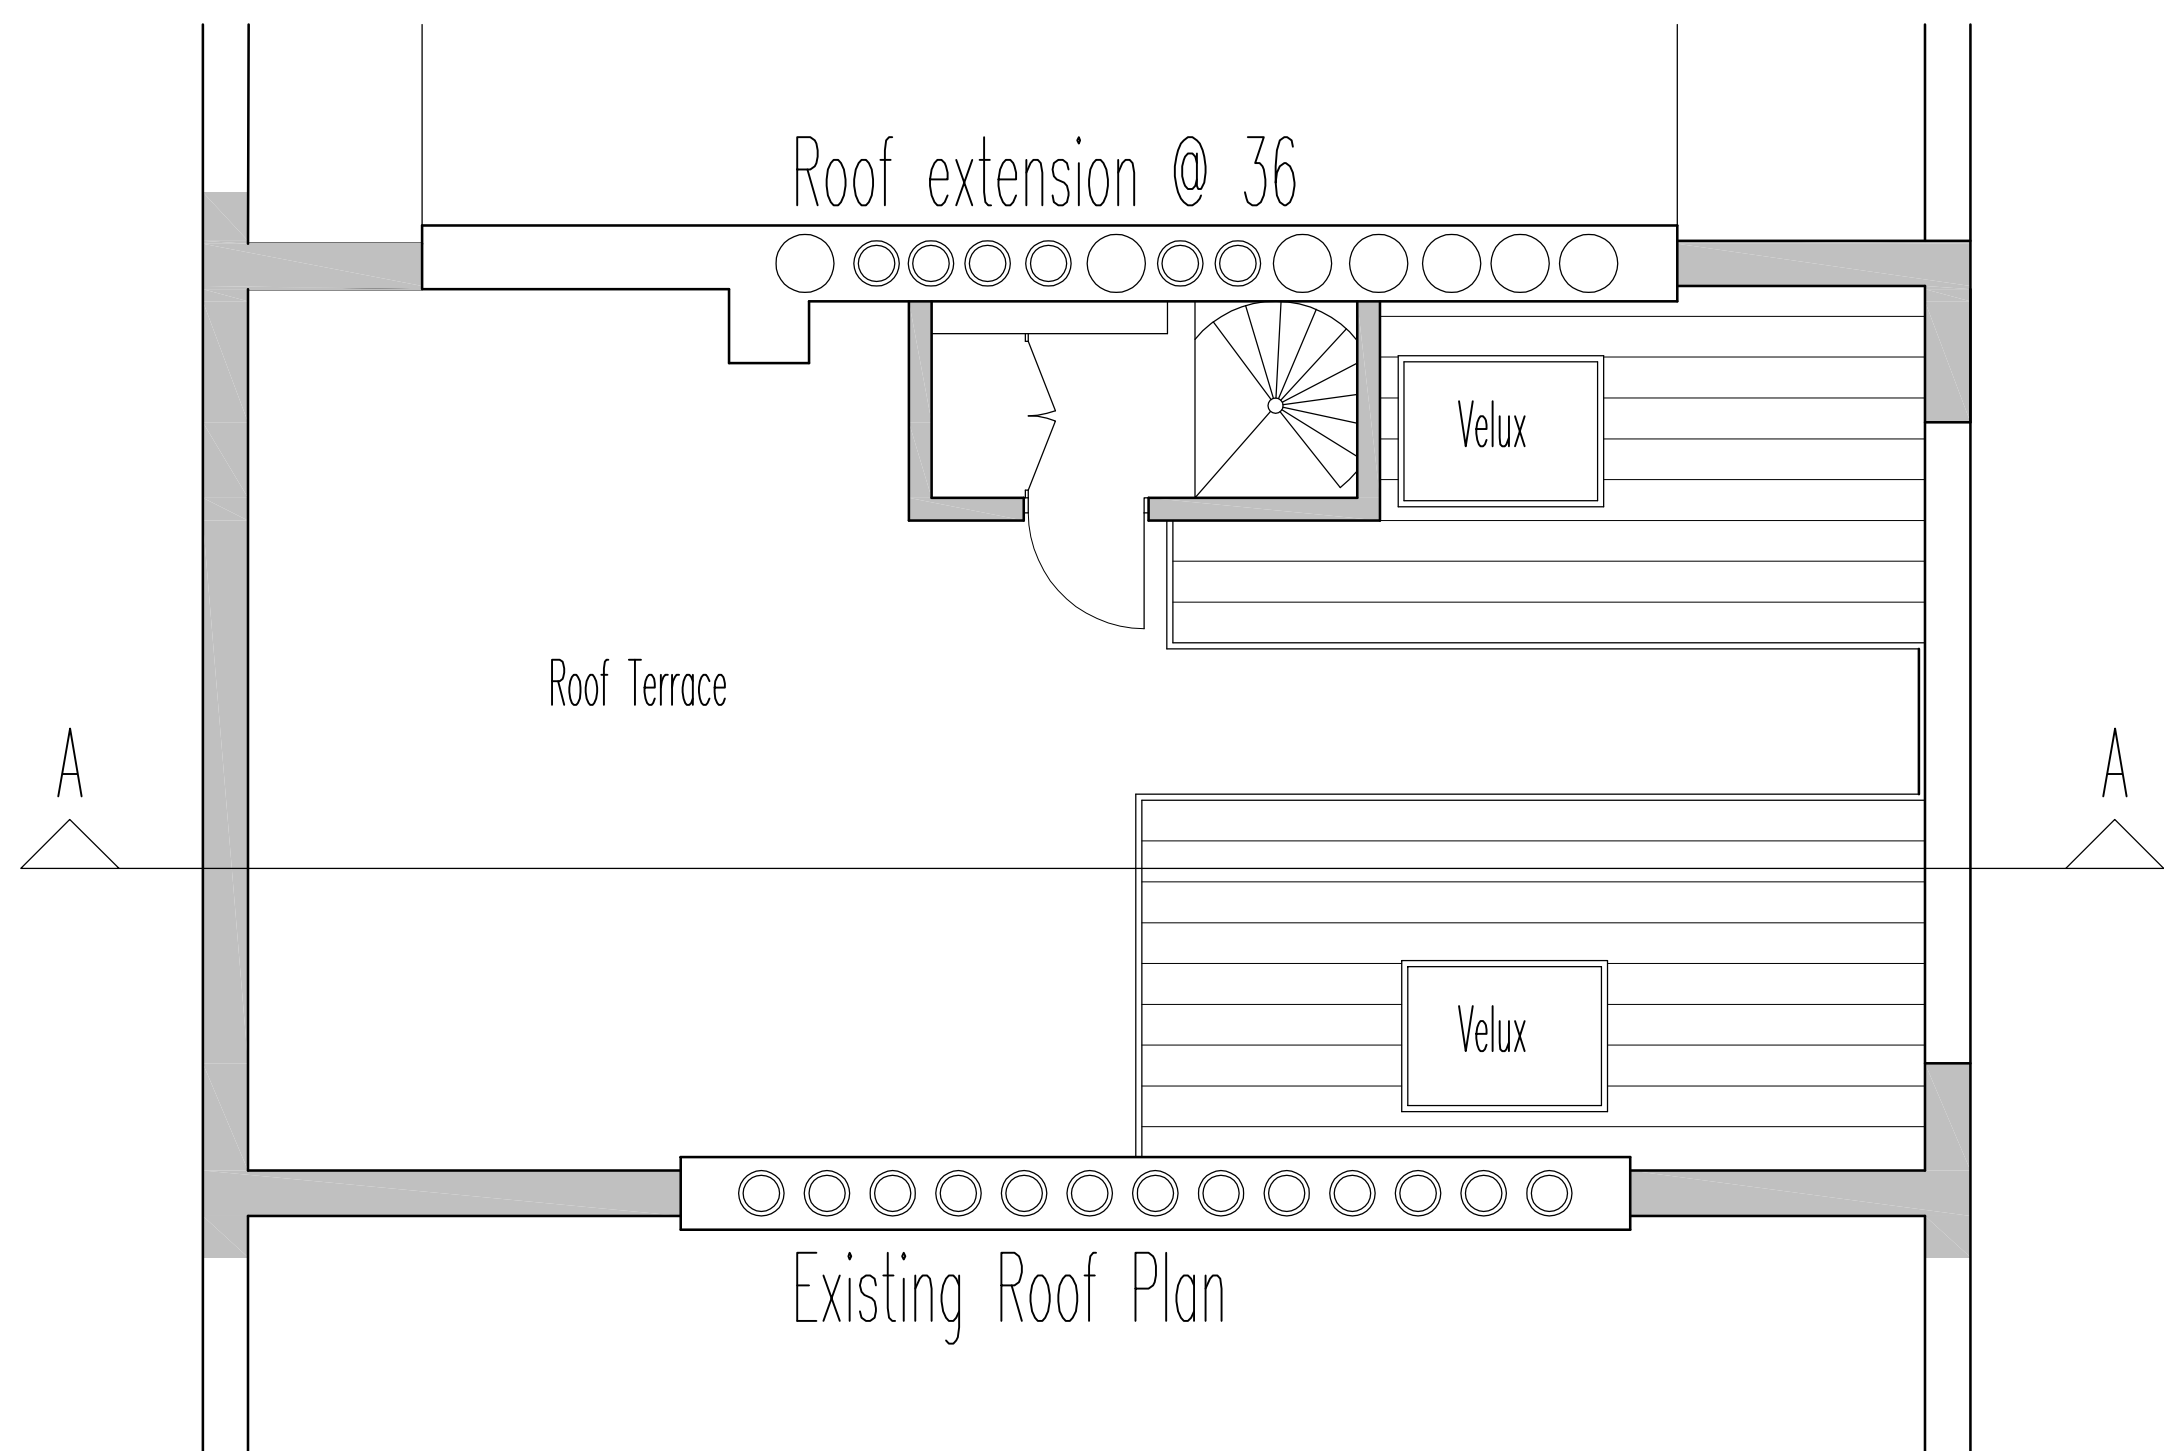 Roof extension @ 36
Velux
Roof Terrace
A
A
Velux
Existing Roof Plan